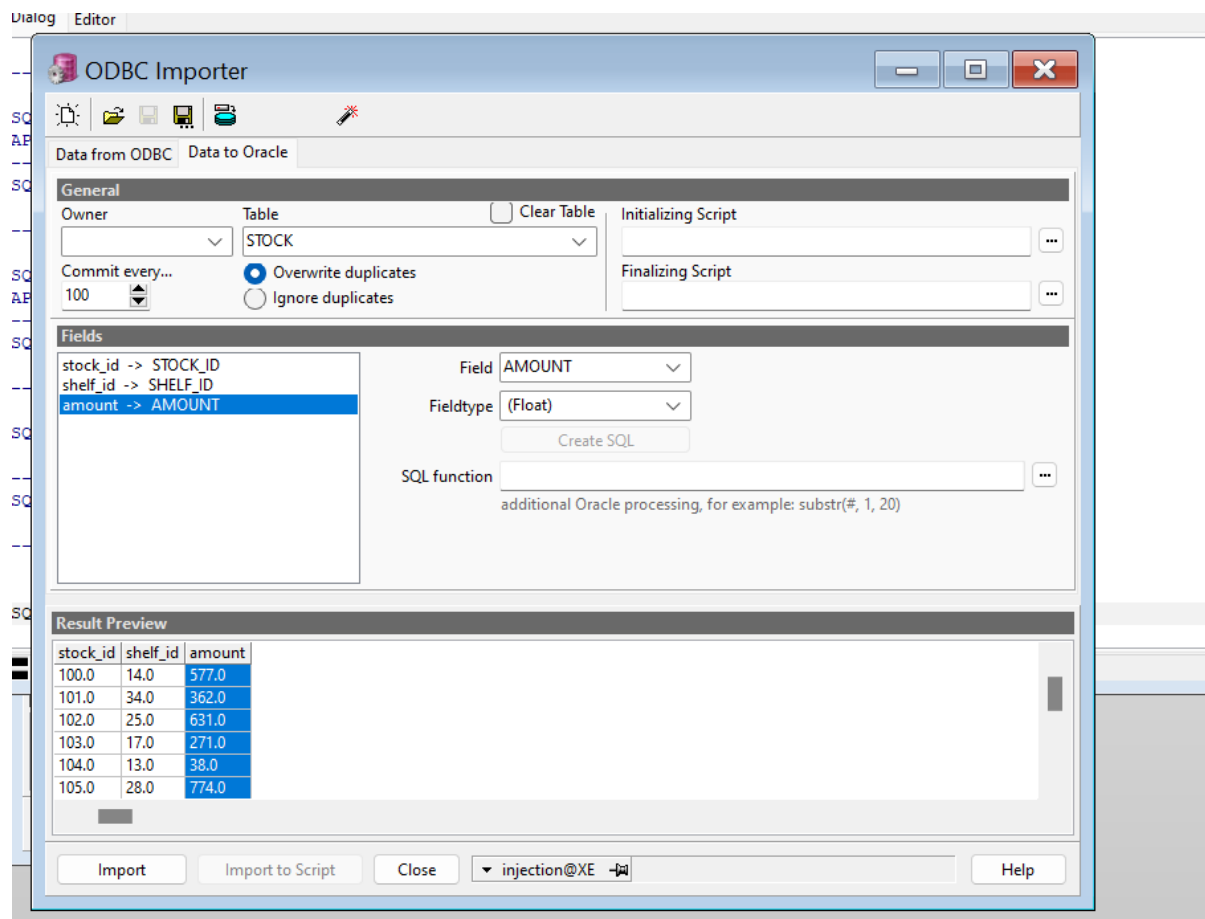 Dialog Editor
ODBC Importer
Data from ODBC Data to Oracle
General
Owner Table Clear Table Initializing Script
STOCK
Commit every... Overwrite duplicates Finalizing Script
100 Ignore duplicates
Fields
stock_id -> STOCK_ID Field AMOUNT
shelf_id -> SHELF_ID
amount -> AMOUNT Fieldtype (Float)
Create SQL
SQL function
additional Oracle processing, for example: substr(#, 1, 20)
Result Preview
stock_id shelf_id amount
100.0 14.0 577.0
101.0 34.0 362.0
102.0 25.0 631.0
103.0 17.0 271.0
104.0 13.0 38.0
105.0 28.0 774.0
Import Import to Script Close injection@XE Help